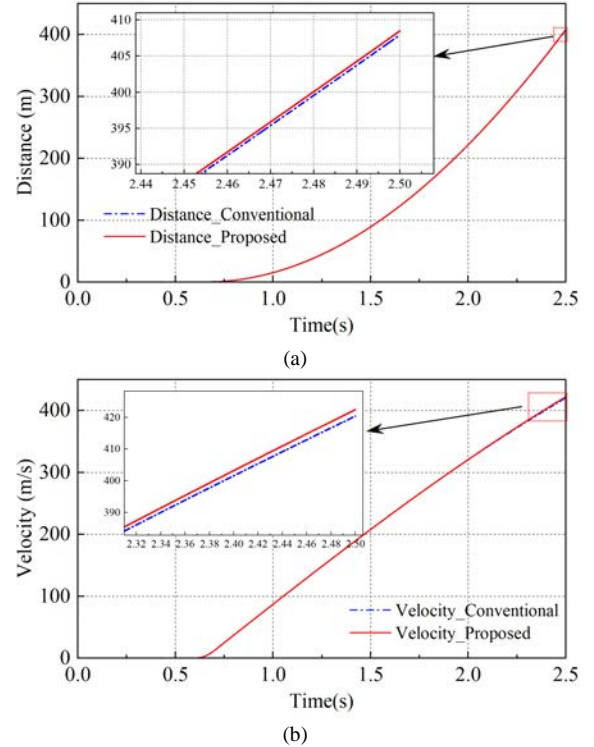 410
405
400
395
390
2.44 2.45 2.46 2.47 2.48 2.49 2.50
400
300
200
100
0
Distance (m)
Distance_Conventional
Distance_Proposed
0.0 0.5 1.0 1.5 2.0 2.5
Time(s)
(a)
420
410
400
390
2.32 2.34 2.36 2.38 2.40 2.42 2.44 2.46 2.48 2.50
400
300
200
100
0
Velocity (m/s)
Velocity_Conventional
Velocity_Proposed
0.0 0.5 1.0 1.5 2.0 2.5
Time(s)
(b)